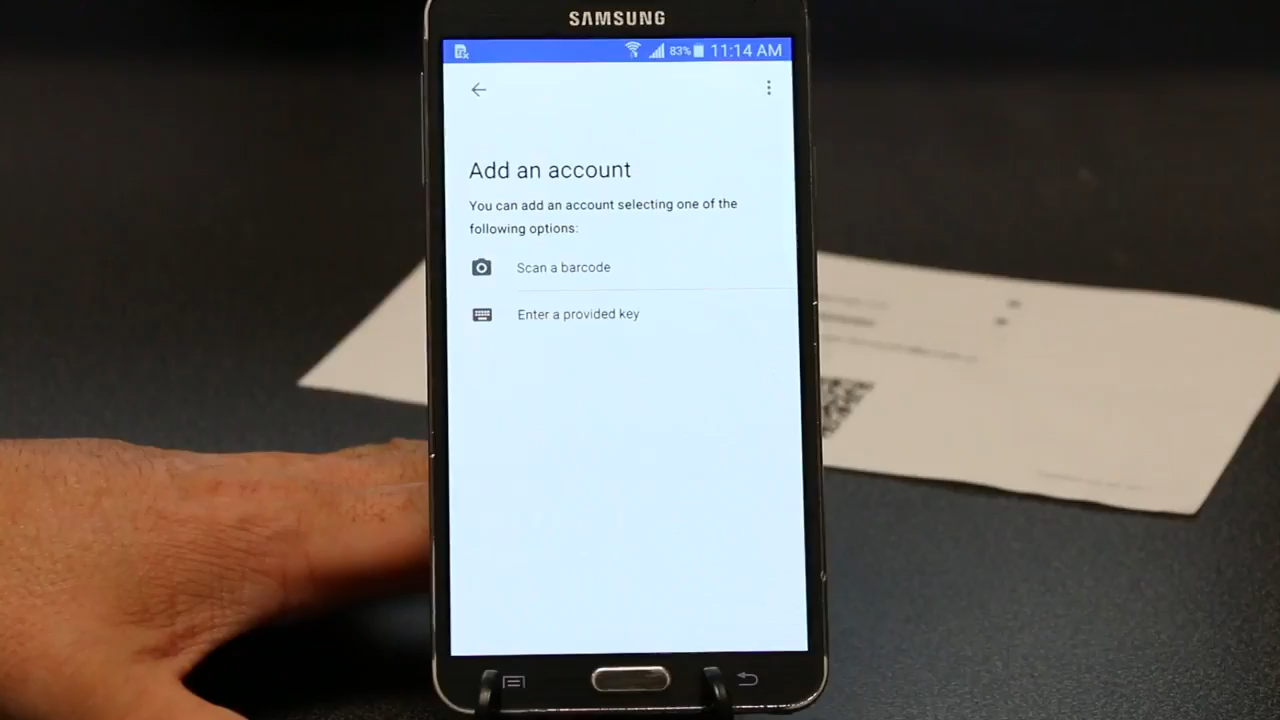 SAMSUNG
83% 11:14 AM
Add an account
You can add an account selecting one of the
following options:
Scan a barcode
Enter a provided key